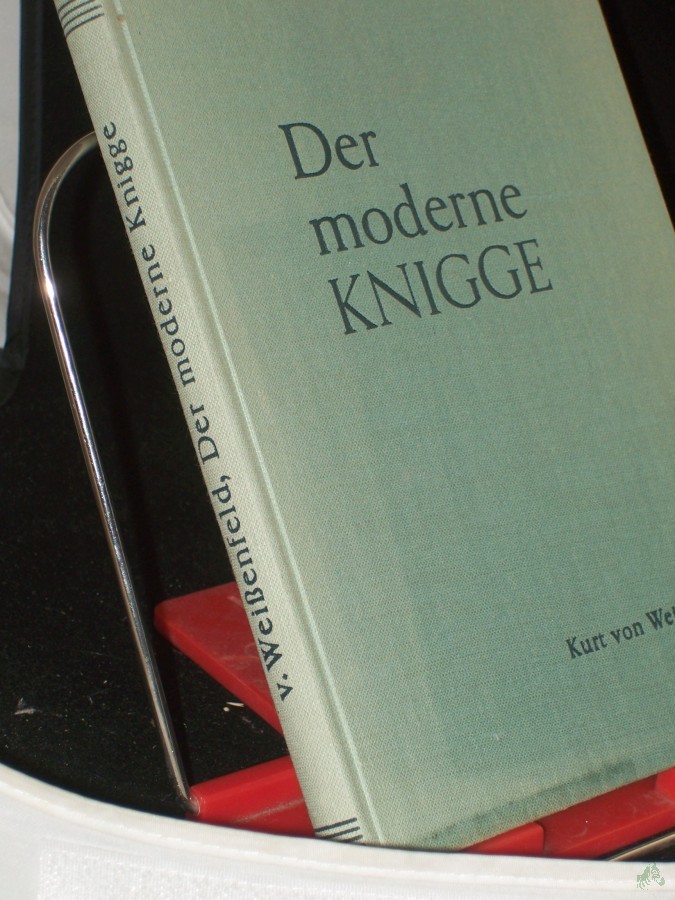 Der
moderne
KNIGGE
Kurt von
v. Weißenfeld, Der moderne Knigge